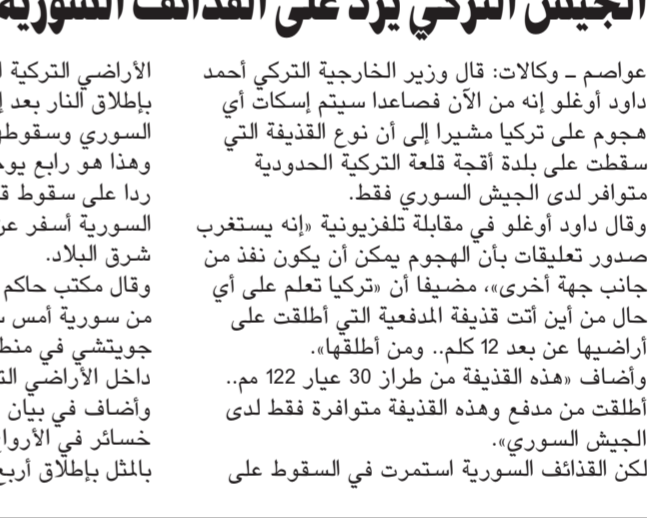 الجيش التركي يرد على القذائف السورية
عواصم – وكالات: قال وزير الخارجية التركي أحمد
داود أوغلو إنه من الآن فصاعدا سيتم إسكات أي
هجوم على تركيا مشيرا إلى أن نوع القذيفة التي
سقطت على بلدة أقجة قلعة التركية الحدودية
متوافر لدى الجيش السوري فقط.
وقال داود أوغلو في مقابلة تلفزيونية «إنه يستغرب
صدور تعليقات بأن الهجوم يمكن أن يكون نفذ من
جانب جهة أخرى»، مضيفا أن «تركيا تعلم على أي
حال من أين أتت قذيفة المدفعية التي أطلقت على
أراضيها عن بعد 12 كلم.. ومن أطلقها».
وأضاف «هذه القذيفة من طراز 30 عيار 122 مم..
أطلقت من مدفع وهذه القذيفة متوافرة فقط لدى
الجيش السوري».
لكن القذائف السورية استمرت في السقوط على
الأراضي التركية
بإطلاق النار بعد
السوري وسقوطه
وهذا هو رابع
ردا على سقوط
السورية أسفر عن
شرق البلاد.
وقال مكتب حاكم
من سورية أمس
جويتشي في
داخل الأراضي
وأضاف في بيان
خسائر في
بالمثل بإطلاق أربع